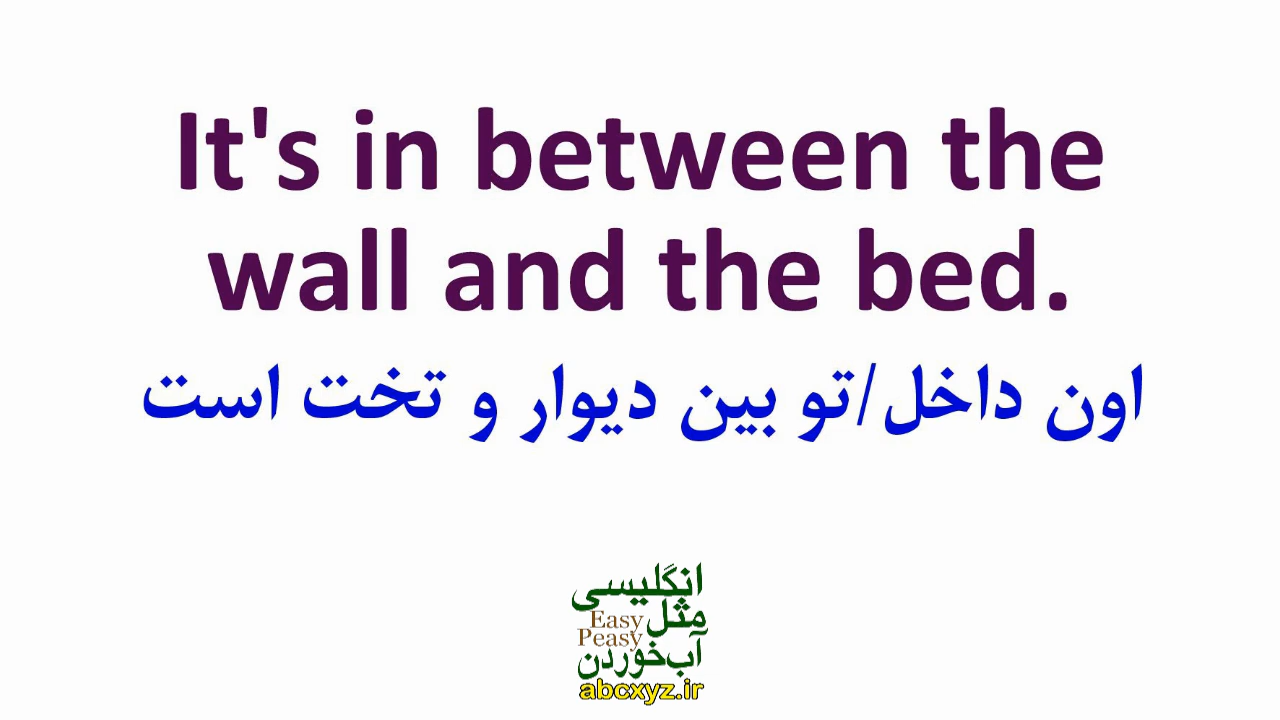 It's in between the
wall and the bed.
اون داخل/تو بین دیوار و تخت است
انگلیسی
مثل
Easy
Peasy
آب‌خوردن
abcxyz.ir